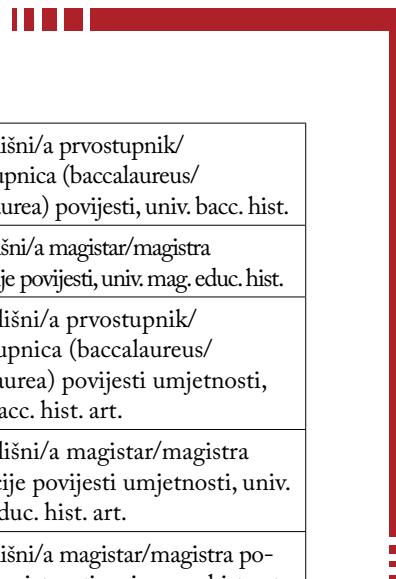 išni/a prvostupnik/
upnica (baccalaureus/
urea) povijesti, univ. bacc. hist.
išni/a magistar/magistra
ije povijesti, univ. mag. educ. hist.
lišni/a prvostupnik/
upnica (baccalaureus/
aurea) povijesti umjetnosti,
acc. hist. art.
lišni/a magistar/magistra
cije povijesti umjetnosti, univ.
duc. hist. art.
lišni/a magistar/magistra po-